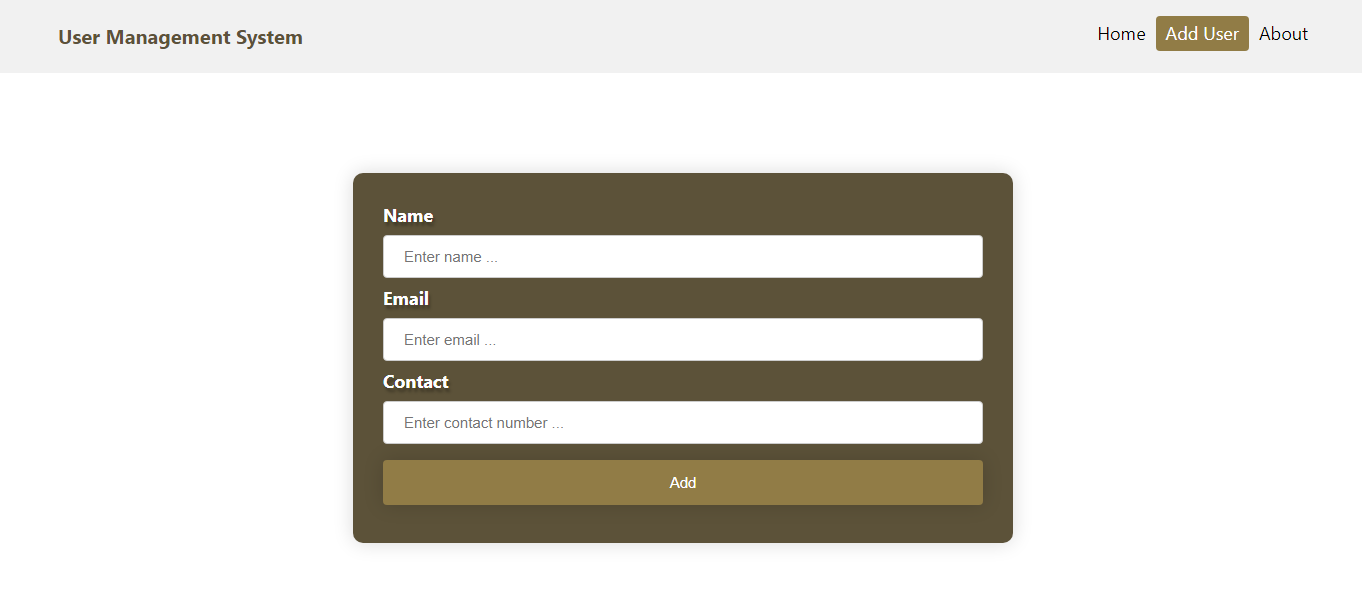 User Management System
Home Add User About
Name
Enter name ...
Email
Enter email ...
Contact
Enter contact number ...
Add